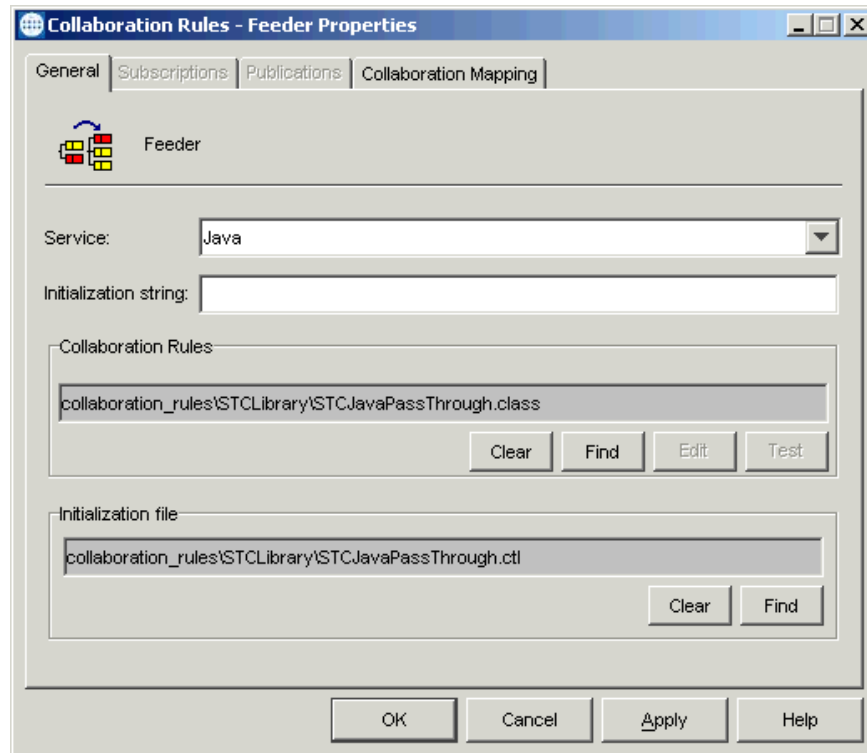 Collaboration Rules - Feeder Properties
General Subscriptions Publications Collaboration Mapping
Feeder
Service: Java
Initialization string:
Collaboration Rules
collaboration_rules\STCLibrary\STCJavaPassThrough.class
Clear Find Edit Test
Initialization file
collaboration_rules\STCLibrary\STCJavaPassThrough.ctl
Clear Find
OK Cancel Apply Help